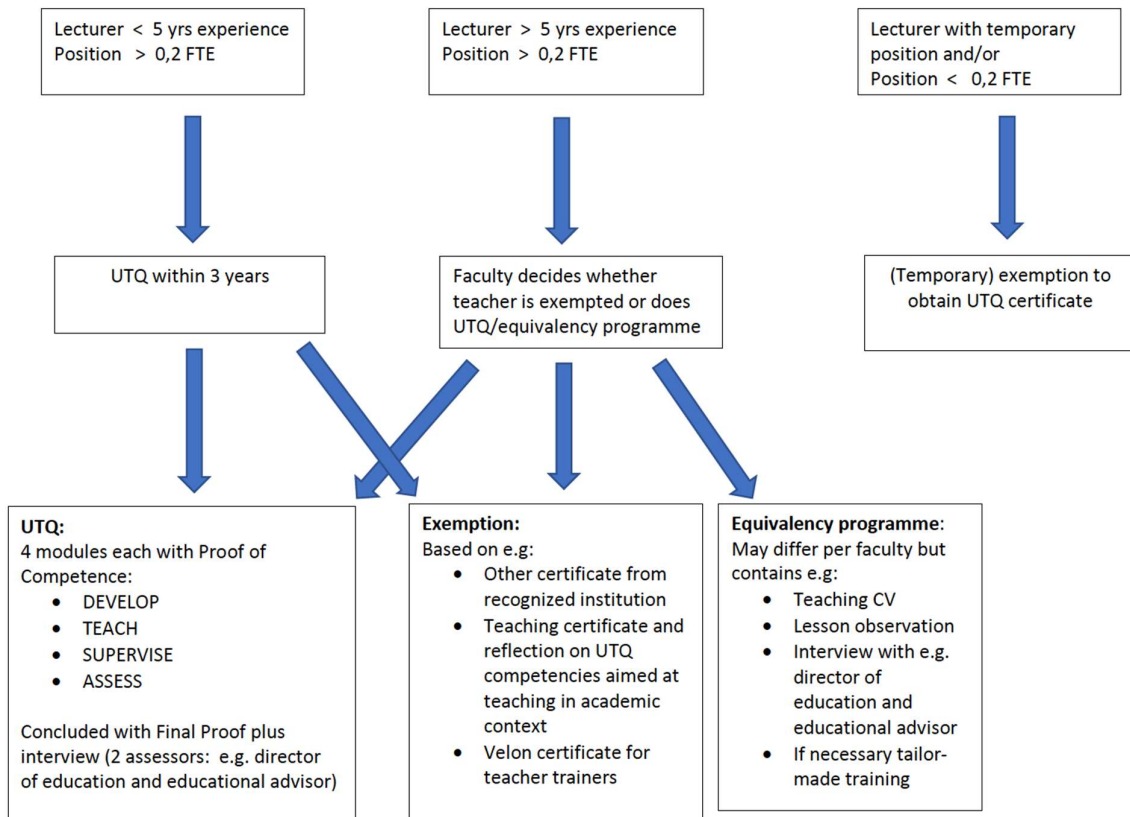 Lecturer < 5 yrs experience
Position > 0,2 FTE
Lecturer > 5 yrs experience
Position > 0,2 FTE
Lecturer with temporary
position and/or
Position < 0,2 FTE
UTQ within 3 years
Faculty decides whether
teacher is exempted or does
UTQ/equivalency programme
(Temporary) exemption to
obtain UTQ certificate
UTQ:
4 modules each with Proof of
Competence:
• DEVELOP
• TEACH
• SUPERVISE
• ASSESS
Concluded with Final Proof plus
interview (2 assessors: e.g. director
of education and educational advisor)
Exemption:
Based on e.g:
• Other certificate from
recognized institution
• Teaching certificate and
reflection on UTQ
competencies aimed at
teaching in academic
context
• Velon certificate for
teacher trainers
Equivalency programme:
May differ per faculty but
contains e.g:
• Teaching CV
• Lesson observation
• Interview with e.g.
director of
education and
educational advisor
• If necessary tailor-
made training